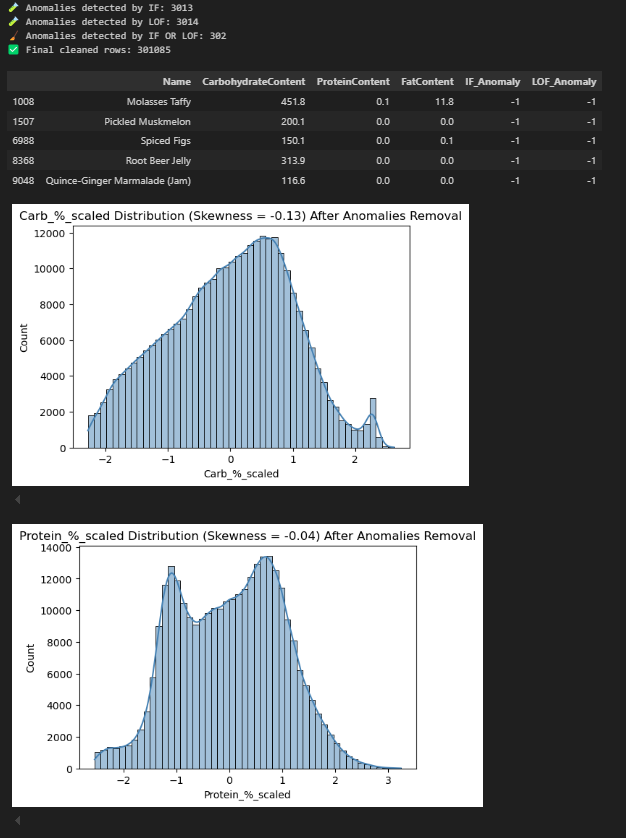 Anomalies detected by IF: 3013
Anomalies detected by LOF: 3014
Anomalies detected by IF OR LOF: 302
Final cleaned rows: 301085
Name CarbohydrateContent ProteinContent FatContent IF_Anomaly LOF_Anomaly
1008 Molasses Taffy 451.8 0.1 11.8 -1 -1
1507 Pickled Muskmelon 200.1 0.0 0.0 -1 -1
6988 Spiced Figs 150.1 0.0 0.1 -1 -1
8368 Root Beer Jelly 313.9 0.0 0.0 -1 -1
9048 Quince-Ginger Marmalade (Jam) 116.6 0.0 0.0 -1 -1
Carb_%_scaled Distribution (Skewness = -0.13) After Anomalies Removal
12000
10000
8000
6000
4000
2000
0
Count
−2 −1 0 1 2
Carb_%_scaled
Protein_%_scaled Distribution (Skewness = -0.04) After Anomalies Removal
14000
12000
10000
8000
6000
4000
2000
0
Count
−2 −1 0 1 2 3
Protein_%_scaled